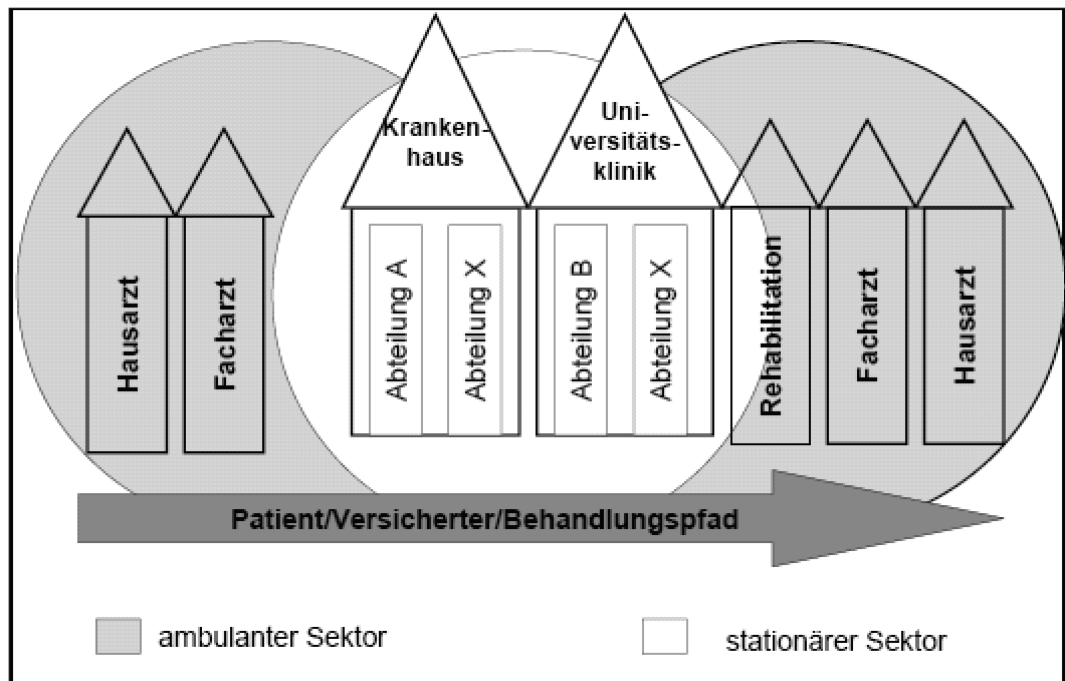 Kranken-
haus
Uni-
versitäts-
klinik
Hausarzt
Facharzt
Abteilung A
Abteilung X
Abteilung B
Abteilung X
Rehabilitation
Facharzt
Hausarzt
Patient/Versicherter/Behandlungspfad
ambulanter Sektor
stationärer Sektor